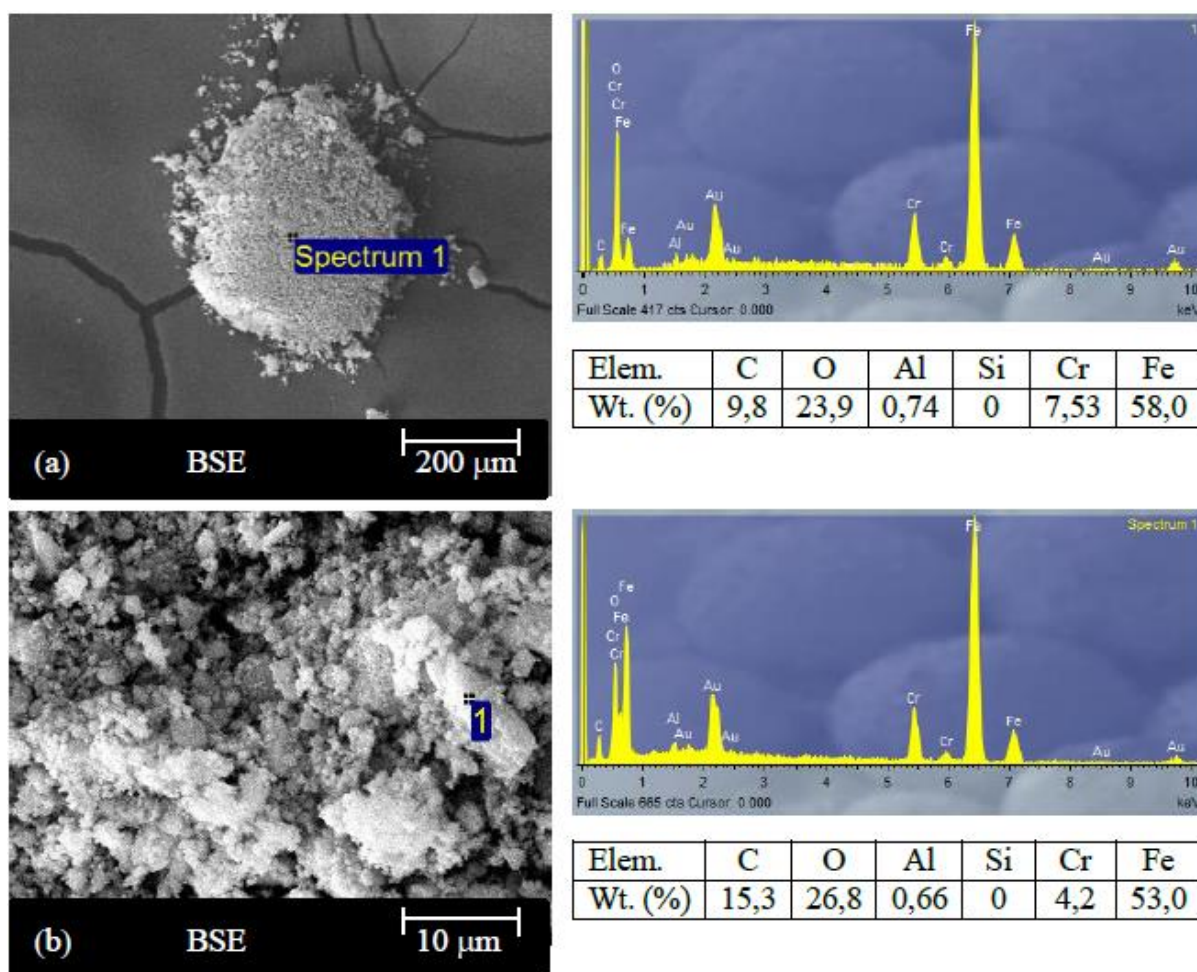 1
Fe
O
Cr
Cr
Fe
Au
Cr
Au
Fe
C
Fe
Al
Au
Cr
Au
Au
0 1 2 3 4 5 6 7 8 9 10
Full Scale 417 cts Cursor: 0.000
keV
Spectrum 1
Elem. C O Al Si Cr Fe
Wt. (%) 9,8 23,9 0,74 0 7,53 58,0
(a) BSE 200 µm
Spectrum 1
Fe
Fe
O
Fe
Cr
Cr
Au
Cr
C
Al
Au
Au
Cr
Fe
Au
Au
0 1 2 3 4 5 6 7 8 9 10
Full Scale 665 cts Cursor: 0.000
keV
1
Elem. C O Al Si Cr Fe
Wt. (%) 15,3 26,8 0,66 0 4,2 53,0
(b) BSE 10 µm